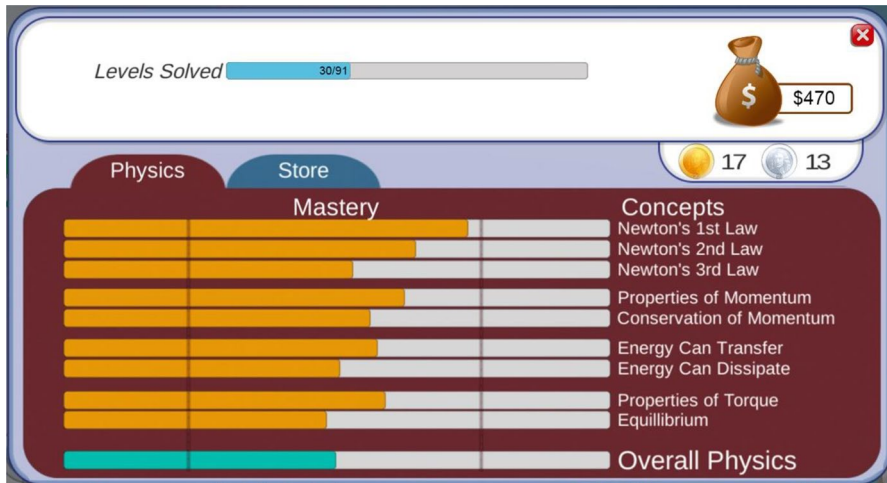 Levels Solved
30/91
$
$470
17
13
Physics
Store
Mastery
Concepts
Newton's 1st Law
Newton's 2nd Law
Newton's 3rd Law
Properties of Momentum
Conservation of Momentum
Energy Can Transfer
Energy Can Dissipate
Properties of Torque
Equillibrium
Overall Physics